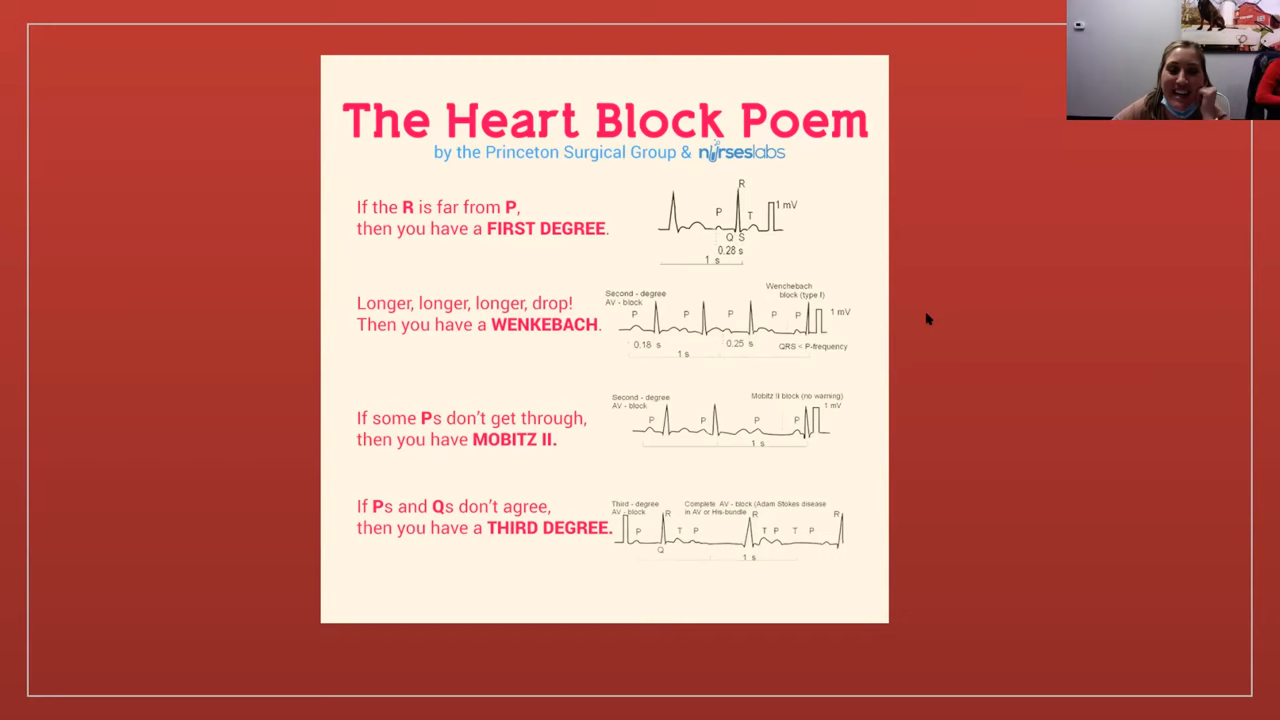 The Heart Block Poem
by the Princeton Surgical Group & nurseslabs
If the R is far from P,
then you have a FIRST DEGREE.
R
P
T
1 mV
Q S
0.28 s
1 s
Longer, longer, longer, drop!
Then you have a WENKEBACH.
Second - degree
AV - block
Wenchebach
block (type I)
P P P P P
1 mV
0.18 s
0.25 s
QRS < P-frequency
1 s
If some Ps don't get through,
then you have MOBITZ II.
Second - degree
AV - block
Mobitz II block (no warning)
1 mV
P P P P
1 s
If Ps and Qs don't agree,
then you have a THIRD DEGREE.
Third - degree
AV - block
Complete AV - block (Adam Stokes disease
in AV or His-bundle
R R R
P T P T P T P
Q
1 s